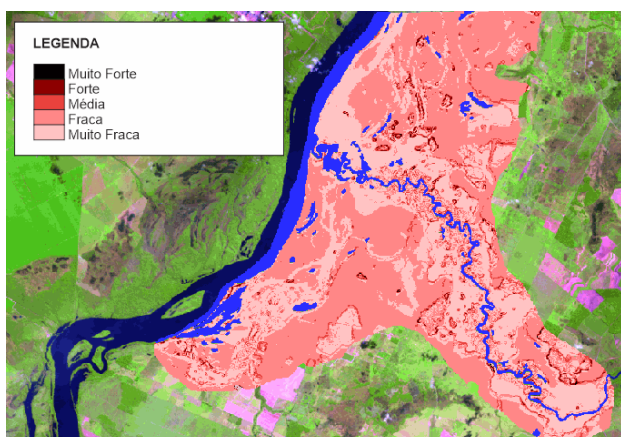 LEGENDA
Muito Forte
Forte
Média
Fraca
Muito Fraca